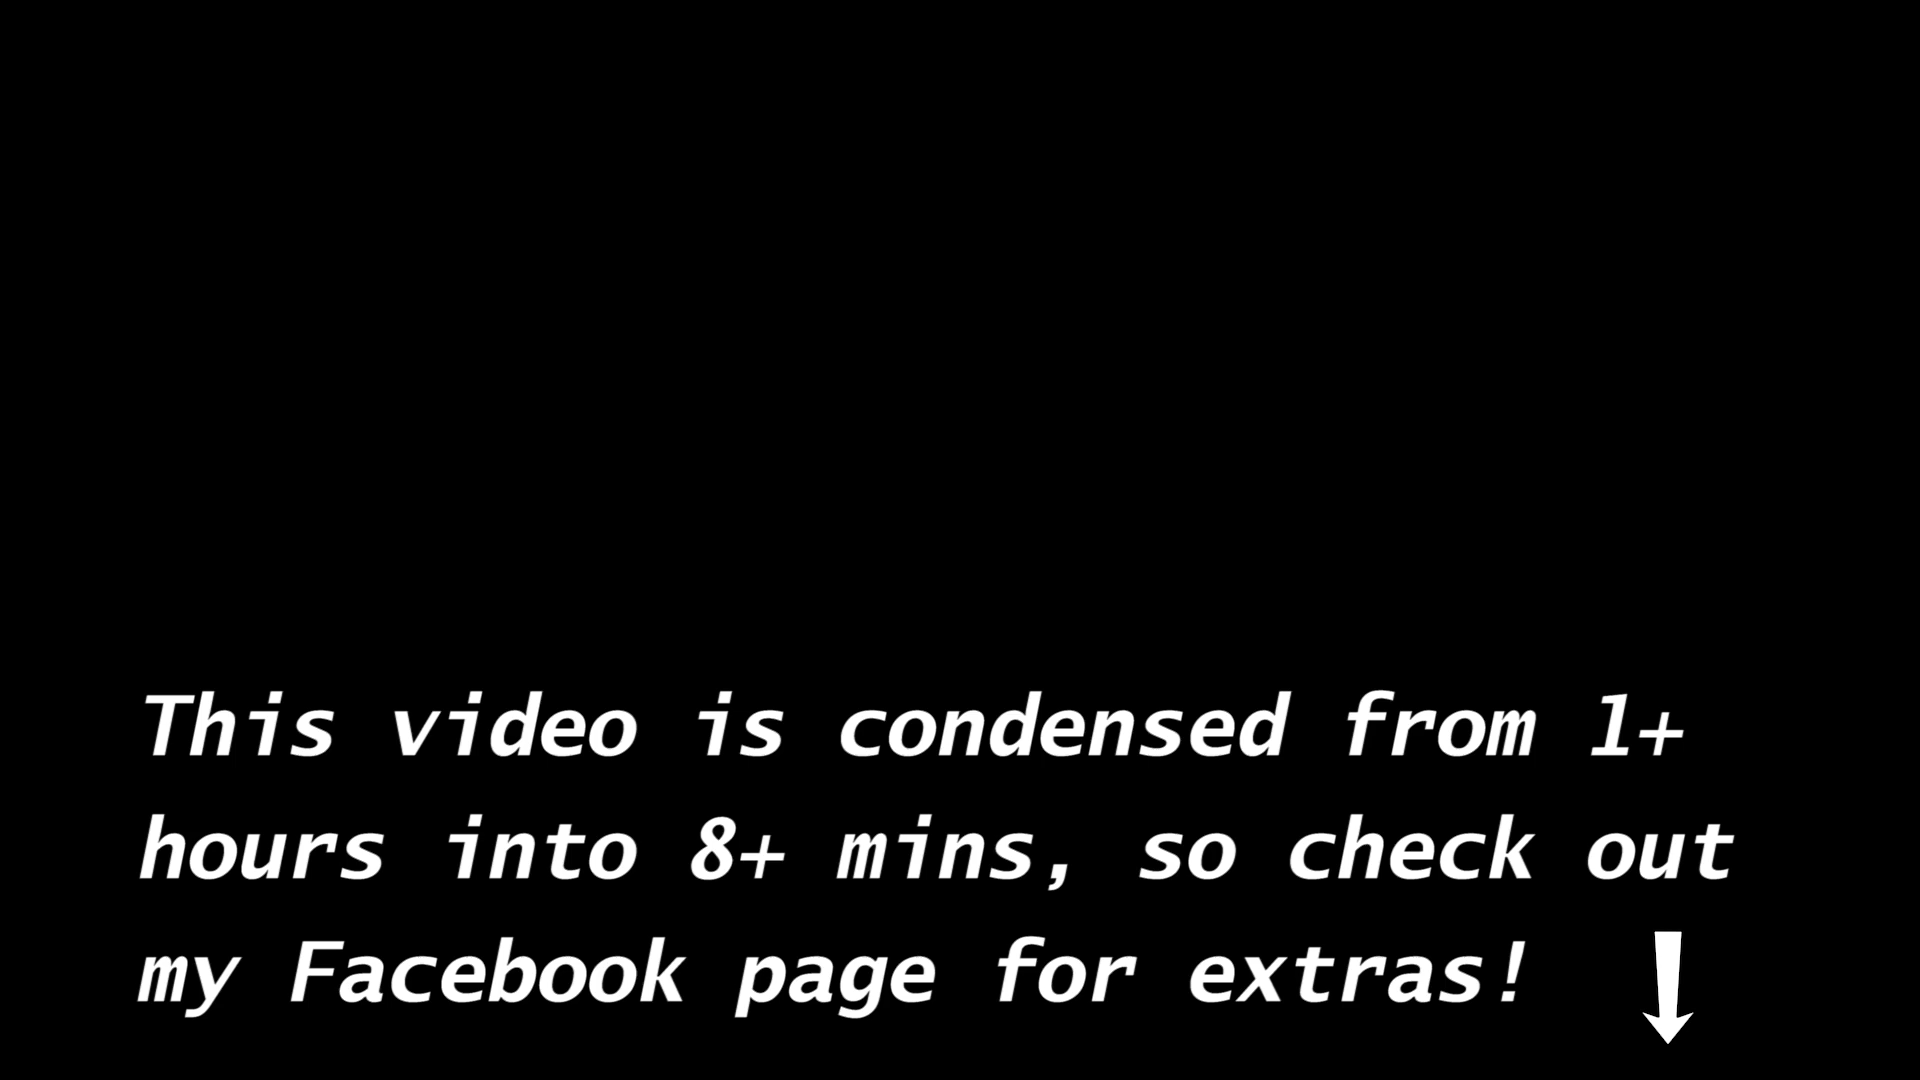 This video is condensed from 1+
hours into 8+ mins, so check out
my Facebook page for extras!